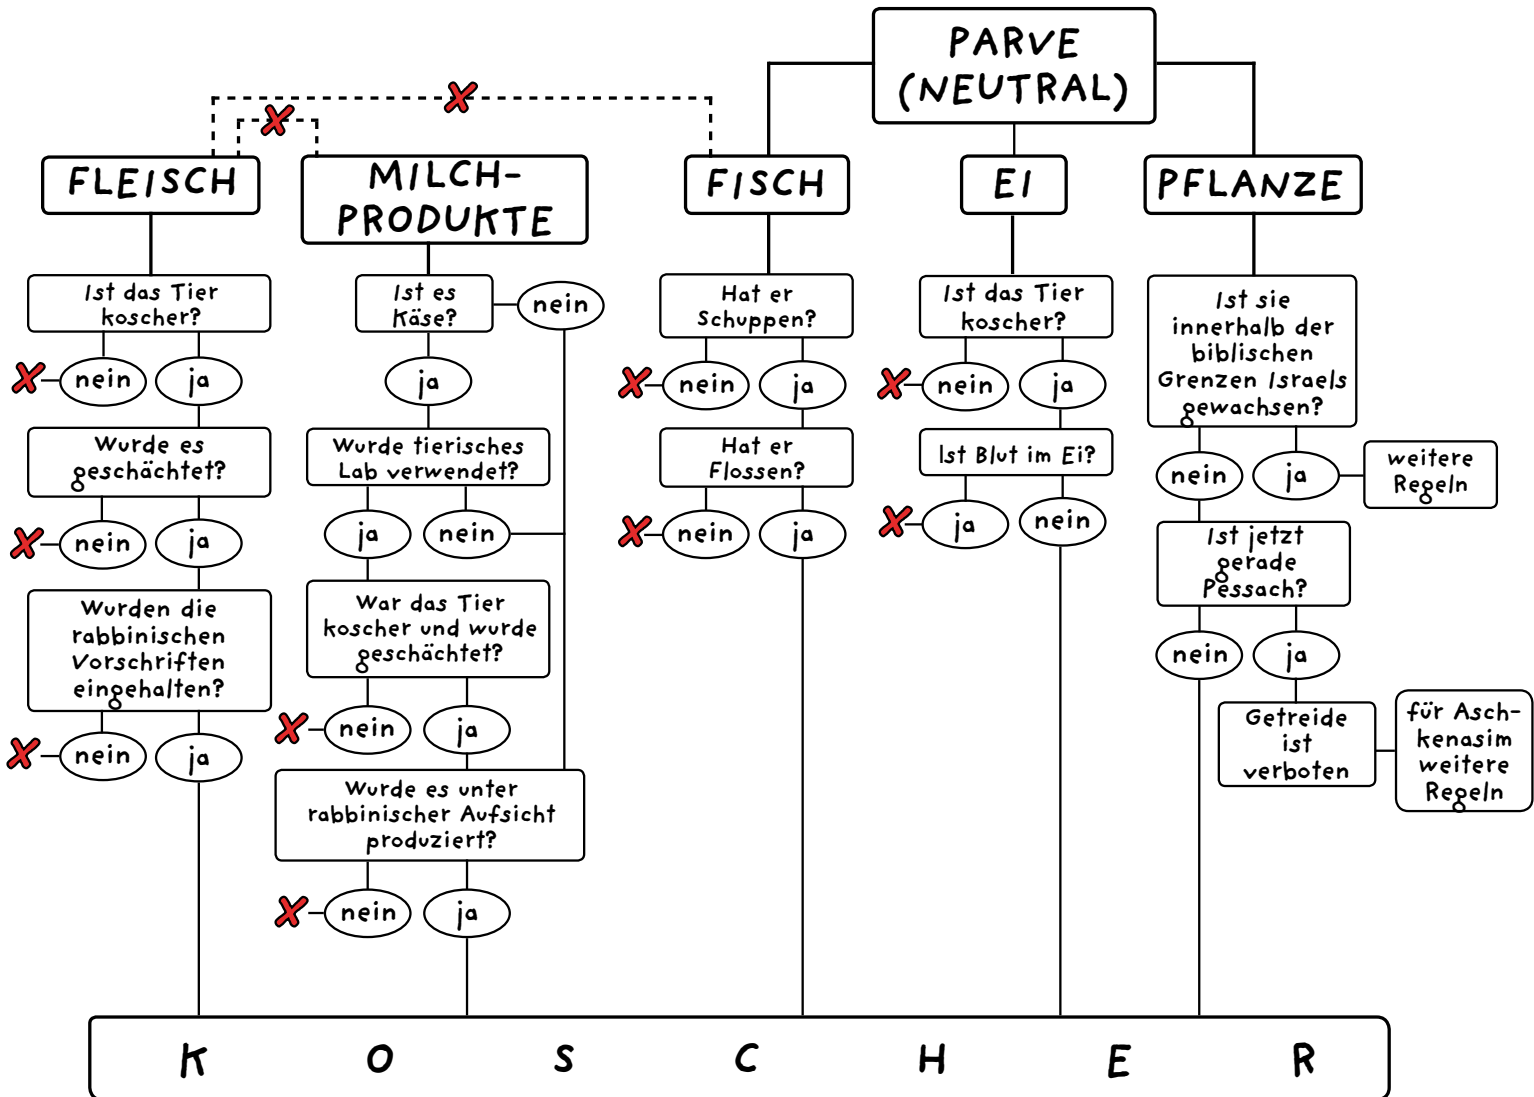 PARVE
(NEUTRAL)
FLEISCH
MILCH-
PRODUKTE
FISCH
EI
PFLANZE
Ist das Tier
koscher?
nein
ja
Wurde es
geschächtet?
nein
ja
Wurden die
rabbinischen
Vorschriften
eingehalten?
nein
ja
Ist es
Käse?
nein
ja
Wurde tierisches
Lab verwendet?
ja
nein
War das Tier
koscher und wurde
geschächtet?
nein
ja
Wurde es unter
rabbinischer Aufsicht
produziert?
nein
ja
Hat er
Schuppen?
nein
ja
Hat er
Flossen?
nein
ja
Ist das Tier
koscher?
nein
ja
Ist Blut im Ei?
ja
nein
Ist sie
innerhalb der
biblischen
Grenzen Israels
gewachsen?
nein
ja
weitere
Regeln
Ist jetzt
gerade
Pessach?
nein
ja
Getreide
ist
verboten
für Asch-
kenasim
weitere
Regeln
K O S C H E R